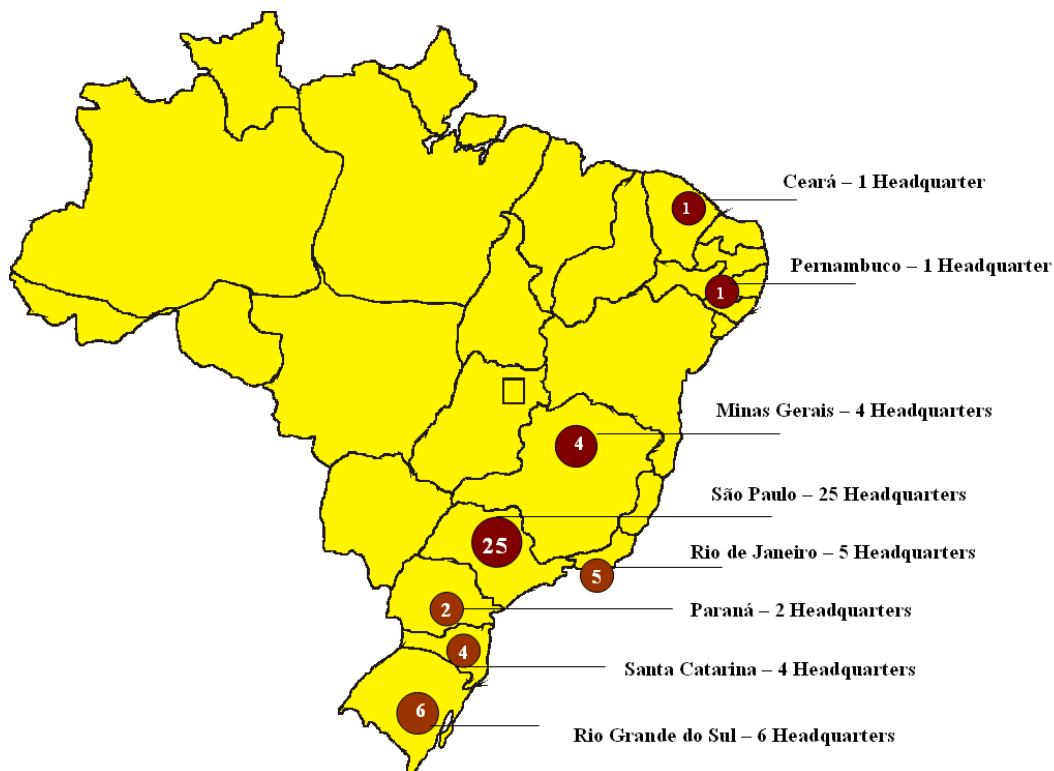 Ceará – 1 Headquarter
1
Pernambuco – 1 Headquarter
1
Minas Gerais – 4 Headquarters
4
São Paulo – 25 Headquarters
25
Rio de Janeiro – 5 Headquarters
5
Paraná – 2 Headquarters
2
Santa Catarina – 4 Headquarters
4
Rio Grande do Sul – 6 Headquarters
6